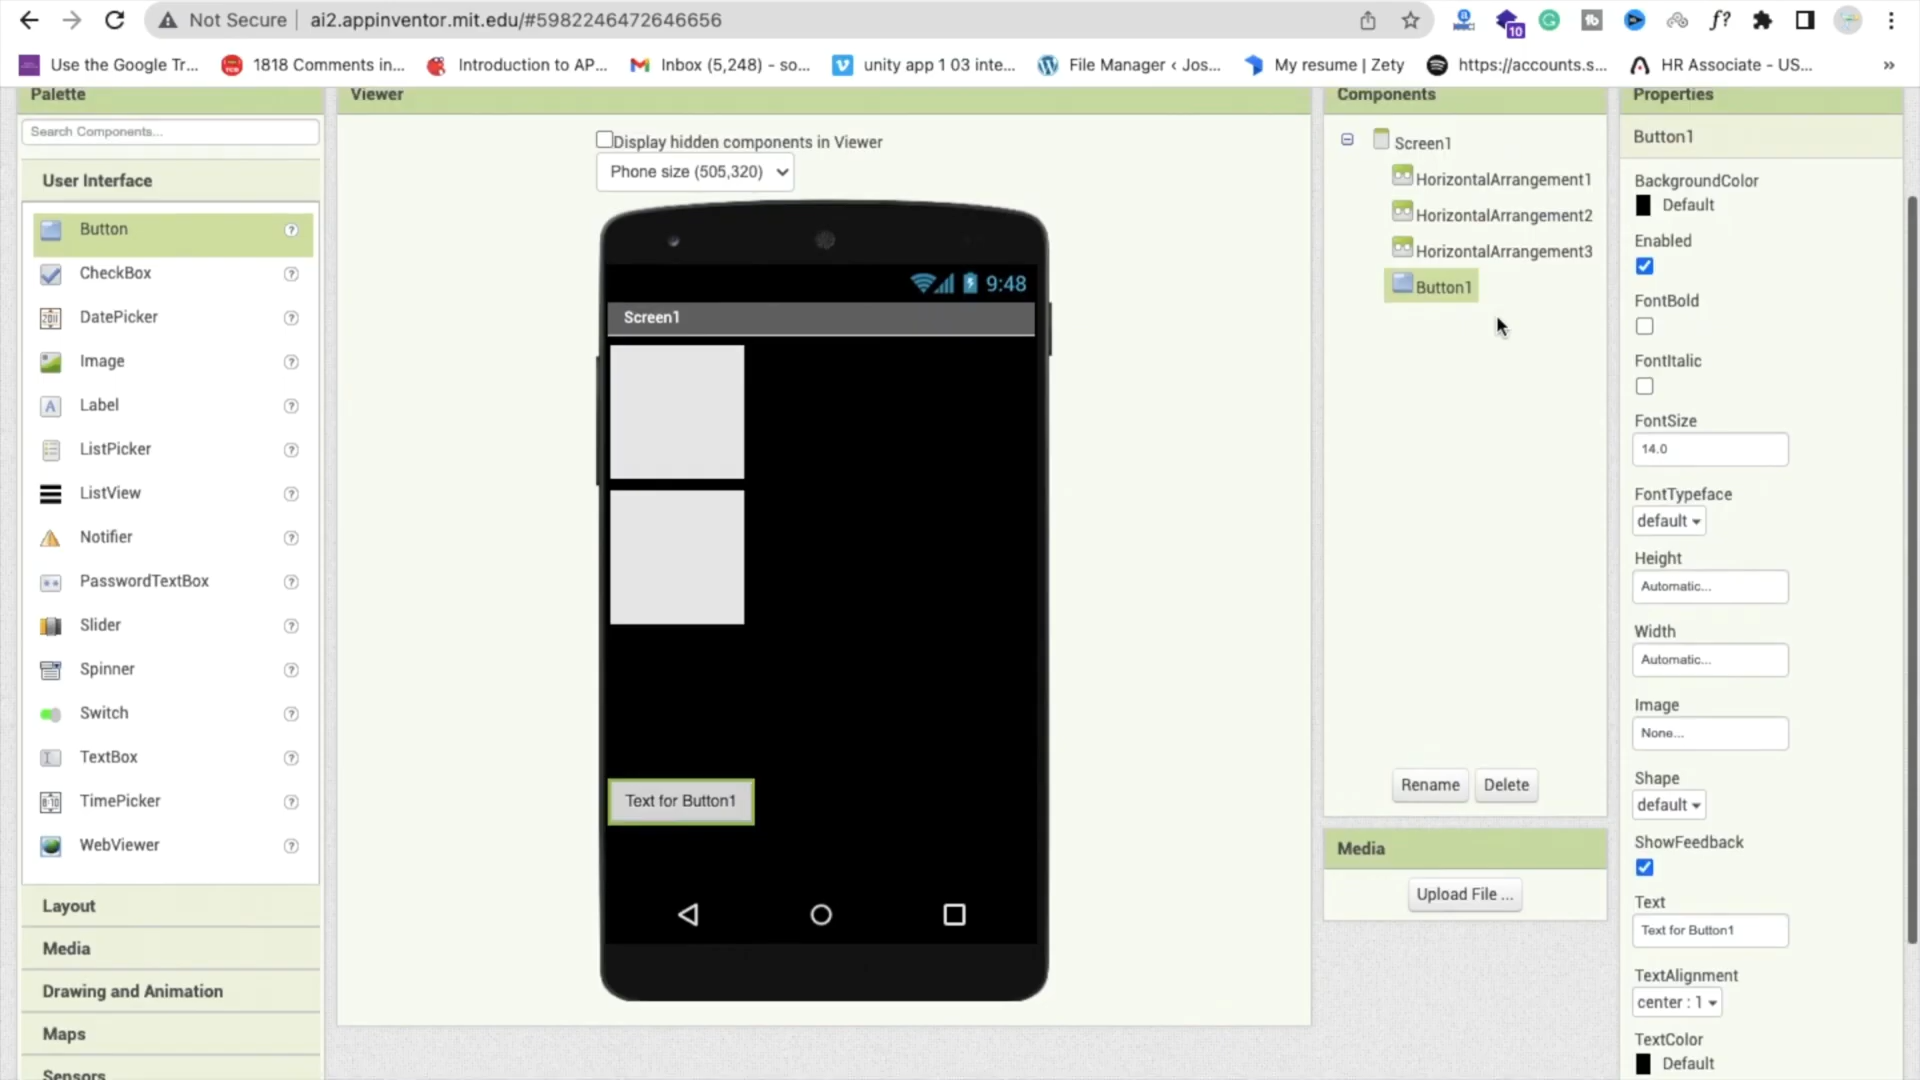 Not Secure
ai2.appinventor.mit.edu/#5982246472646656
10
f?
Use the Google Tr...
1818 Comments in...
Introduction to AP...
Inbox (5,248) - so...
unity app 1 03 inte...
File Manager ‹ Jos...
My resume | Zety
https://accounts.s...
HR Associate - US...
»
Palette
Search Components...
User Interface
Button
CheckBox
DatePicker
Image
Label
ListPicker
ListView
Notifier
PasswordTextBox
Slider
Spinner
Switch
TextBox
TimePicker
WebViewer
Layout
Media
Drawing and Animation
Maps
Sensors
Viewer
Display hidden components in Viewer
Phone size (505,320)
9:48
Screen1
Text for Button1
Components
Screen1
HorizontalArrangement1
HorizontalArrangement2
HorizontalArrangement3
Button1
Rename
Delete
Media
Upload File ...
Properties
Button1
BackgroundColor
Default
Enabled
FontBold
FontItalic
FontSize
14.0
FontTypeface
default
Height
Automatic...
Width
Automatic...
Image
None...
Shape
default
ShowFeedback
Text
Text for Button1
TextAlignment
center : 1
TextColor
Default